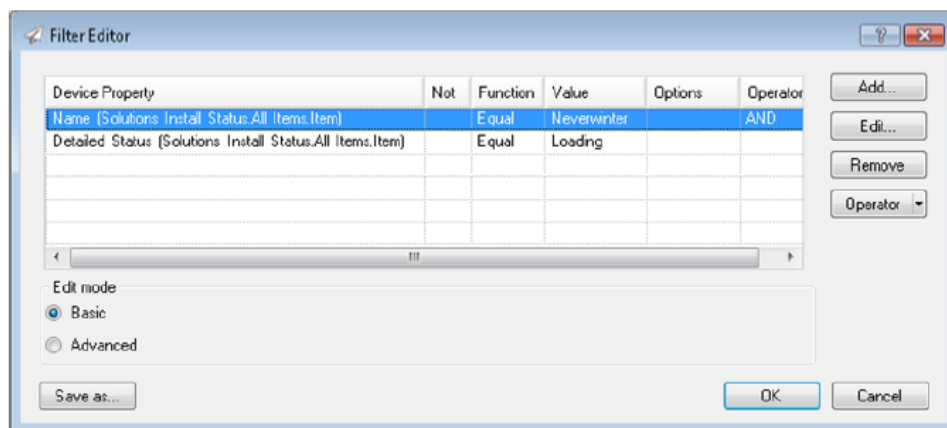 Filter Editor
Device Property Not Function Value Options Operator
Name (Solutions Install Status.All Items.Item) Equal Neverwinter AND
Detailed Status (Solutions Install Status.All Items.Item) Equal Loading
Add...
Edit...
Remove
Operator
Edit mode
Basic
Advanced
Save as...
OK
Cancel